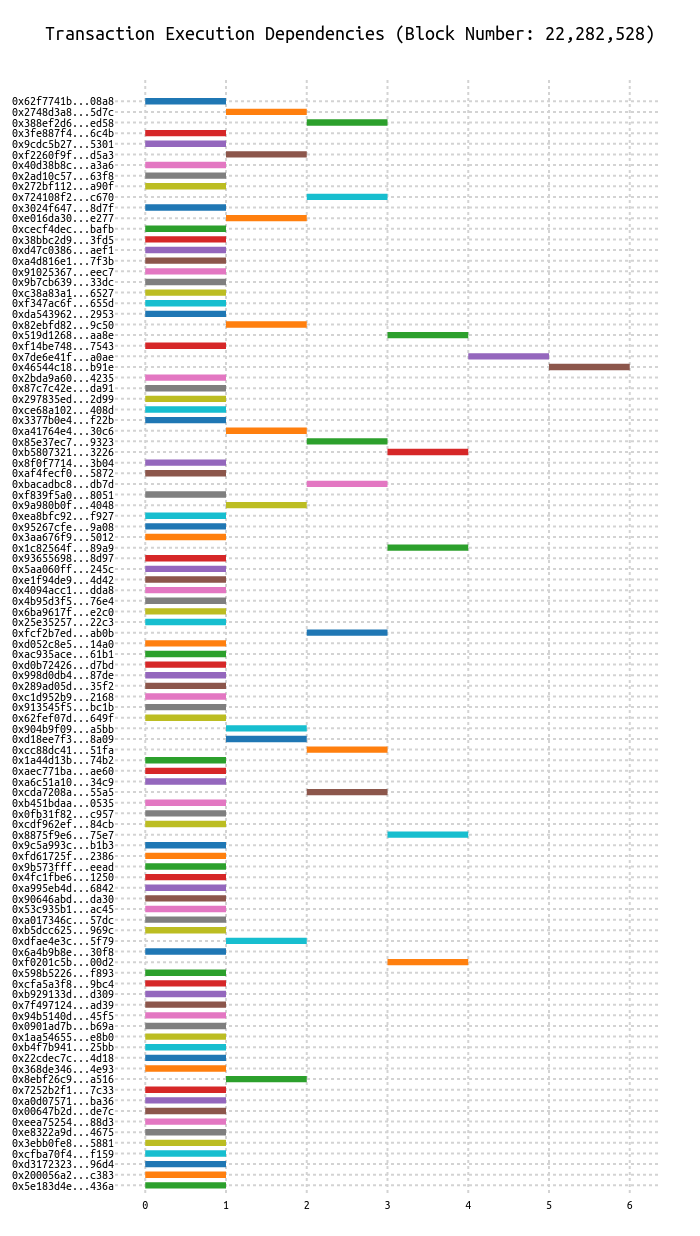 Transaction Execution Dependencies (Block Number: 22,282,528)
0x62f7741b...08a8
0x2748d3a8...5d7c
0x388ef2d6...ed58
0x3fe887f4...6c4b
0x9cdc5b27...5301
0xf2260f9f...d5a3
0x40d38b8c...a3a6
0x2ad10c57...63f8
0x272bf112...a90f
0x724108f2...c670
0x3024f647...8d7f
0xe016da30...e277
0xcecf4dec...bafb
0x38bbc2d9...3fd5
0xd47c0386...aef1
0xa4d816e1...7f3b
0x91025367...eec7
0x9b7cb639...33dc
0xc38a83a1...6527
0xf347ac6f...655d
0xda543962...2953
0x82ebfd82...9c50
0x519d1268...aa8e
0xf14be748...7543
0x7de6e41f...a0ae
0x46544c18...b91e
0x2bda9a60...4235
0x87c7c42e...da91
0x297835ed...2d99
0xce68a102...408d
0x3377b0e4...f22b
0xa41764e4...30c6
0x85e37ec7...9323
0xb5807321...3226
0x8f0f7714...3b04
0xaf4fecf0...5872
0xbacadbc8...db7d
0xf839f5a0...8051
0x9a980b0f...4048
0xea8bfc92...f927
0x95267cfe...9a08
0x3aa676f9...5012
0x1c82564f...89a9
0x93655698...8d97
0x5aa060ff...245c
0xe1f94de9...4d42
0x4094acc1...dda8
0x4b95d3f5...76e4
0x6ba9617f...e2c0
0x25e35257...22c3
0xfcf2b7ed...ab0b
0xd052c8e5...14a0
0xac935ace...61b1
0xd0b72426...d7bd
0x998d0db4...87de
0x289ad05d...35f2
0xc1d952b9...2168
0x913545f5...bc1b
0x62fef07d...649f
0x904b9f09...a5bb
0xd18ee7f3...8a09
0xcc88dc41...51fa
0x1a44d13b...74b2
0xaec771ba...ae60
0xa6c51a10...34c9
0xcda7208a...55a5
0xb451bdaa...0535
0x0fb31f82...c957
0xcdf962ef...84cb
0x8875f9e6...75e7
0x9c5a993c...b1b3
0xfd61725f...2386
0x9b573fff...eead
0x4fc1fbe6...1250
0xa995eb4d...6842
0x90646abd...da30
0x53c935b1...ac45
0xa017346c...57dc
0xb5dcc625...969c
0xdfae4e3c...5f79
0x6a4b9b8e...30f8
0xf0201c5b...00d2
0x598b5226...f893
0xcfa5a3f8...9bc4
0xb929133d...d309
0x7f497124...ad39
0x94b5140d...45f5
0x0901ad7b...b69a
0x1aa54655...e8b0
0xb4f7b941...25bb
0x22cdec7c...4d18
0x368de346...4e93
0x8ebf26c9...a516
0x7252b2f1...7c33
0xa0d07571...ba36
0x00647b2d...de7c
0xeea75254...88d3
0xe8322a9d...4675
0x3ebb0fe8...5881
0xcfba70f4...f159
0xd3172323...96d4
0x200056a2...c383
0x5e183d4e...436a
0 1 2 3 4 5 6